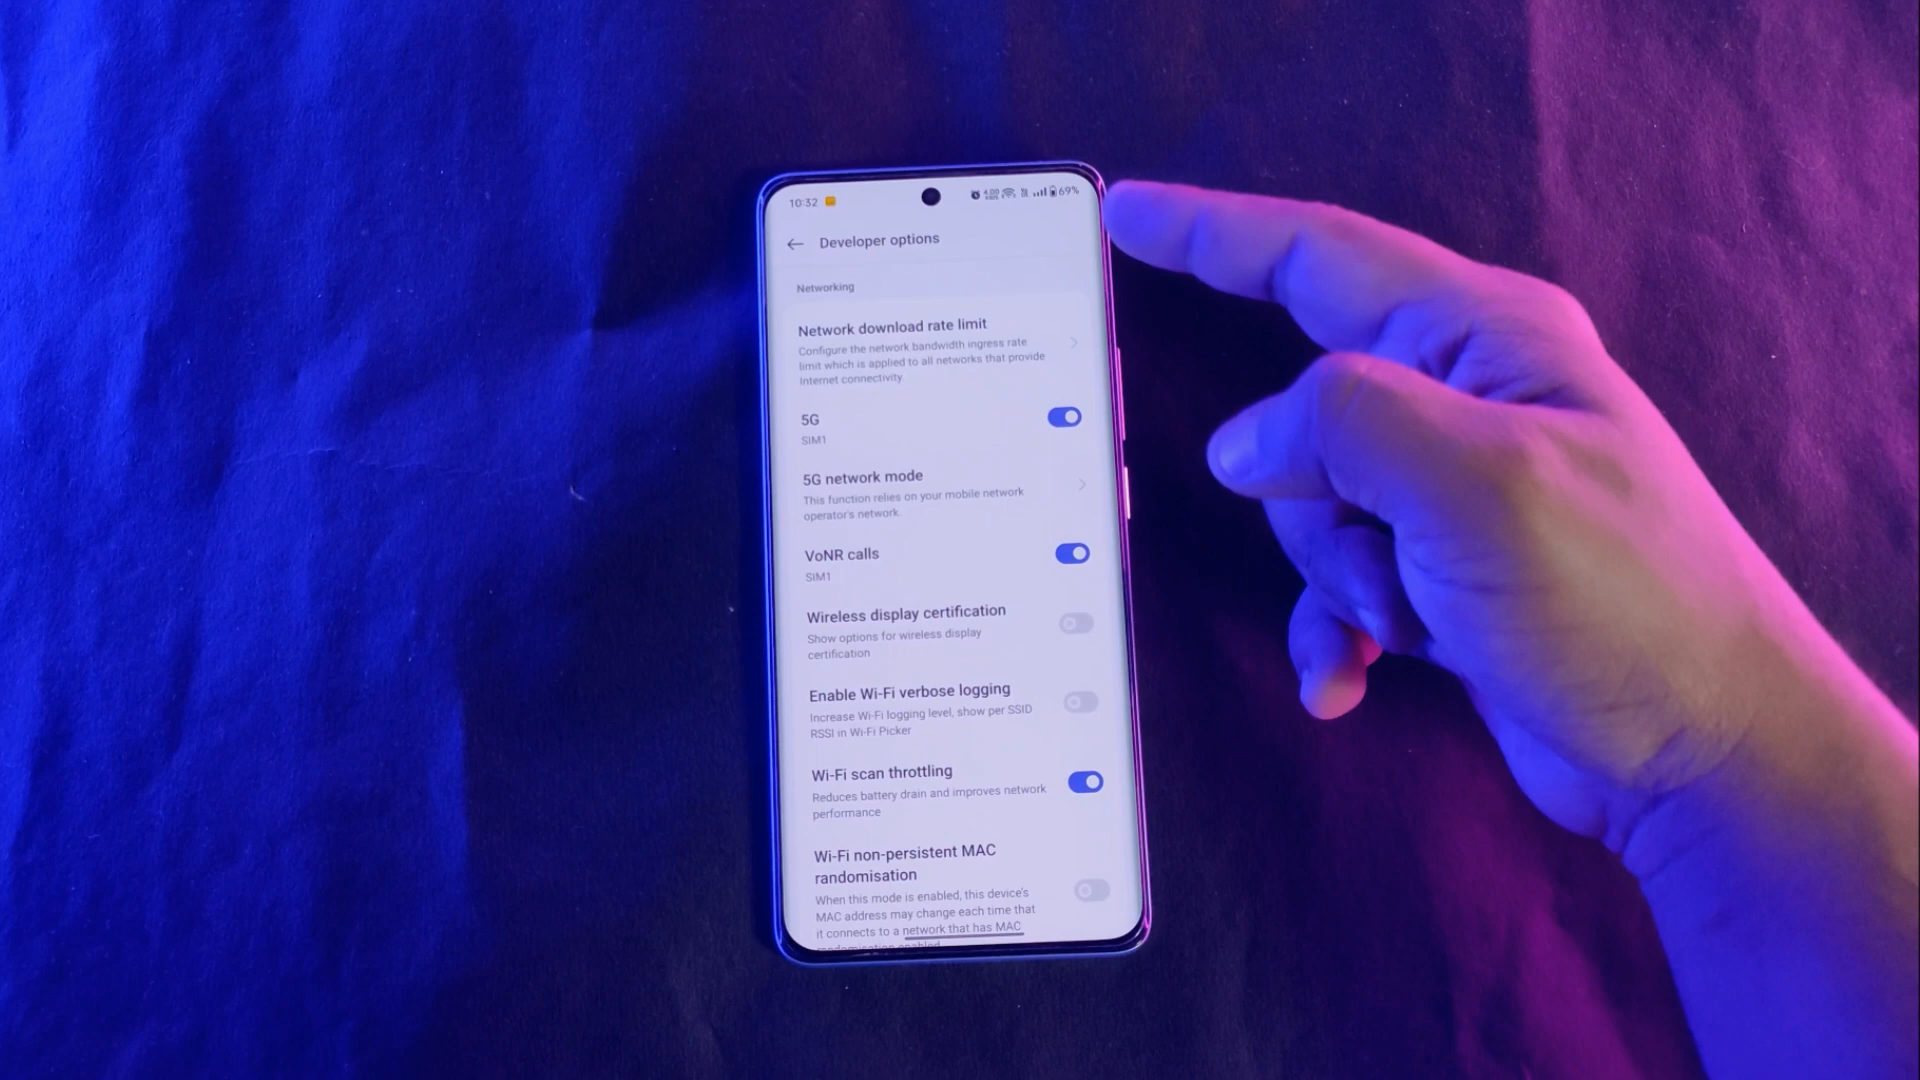 10:32
69%
Developer options
Networking
Network download rate limit
Configure the network bandwidth ingress rate
limit which is applied to all networks that provide
Internet connectivity.
5G
SIM1
5G network mode
This function relies on your mobile network
operator's network.
VoNR calls
SIM1
Wireless display certification
Show options for wireless display
certification
Enable Wi-Fi verbose logging
Increase Wi-Fi logging level, show per SSID
RSSI in Wi-Fi Picker
Wi-Fi scan throttling
Reduces battery drain and improves network
performance
Wi-Fi non-persistent MAC
randomisation
When this mode is enabled, this device's
MAC address may change each time that
it connects to a network that has MAC
randomisation enabled.